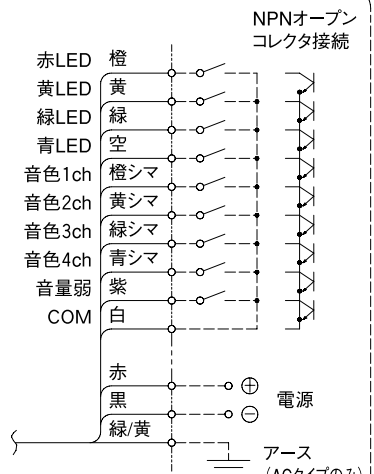 NPNオープン
コレクタ接続
赤LED 橙
黄LED 黄
緑LED 緑
青LED 空
音色1ch 橙シマ
音色2ch 黄シマ
音色3ch 緑シマ
音色4ch 青シマ
音量弱 紫
COM 白
赤 ⊕
電源
黒 ⊖
緑/黄
アース
(ACタイプのみ)